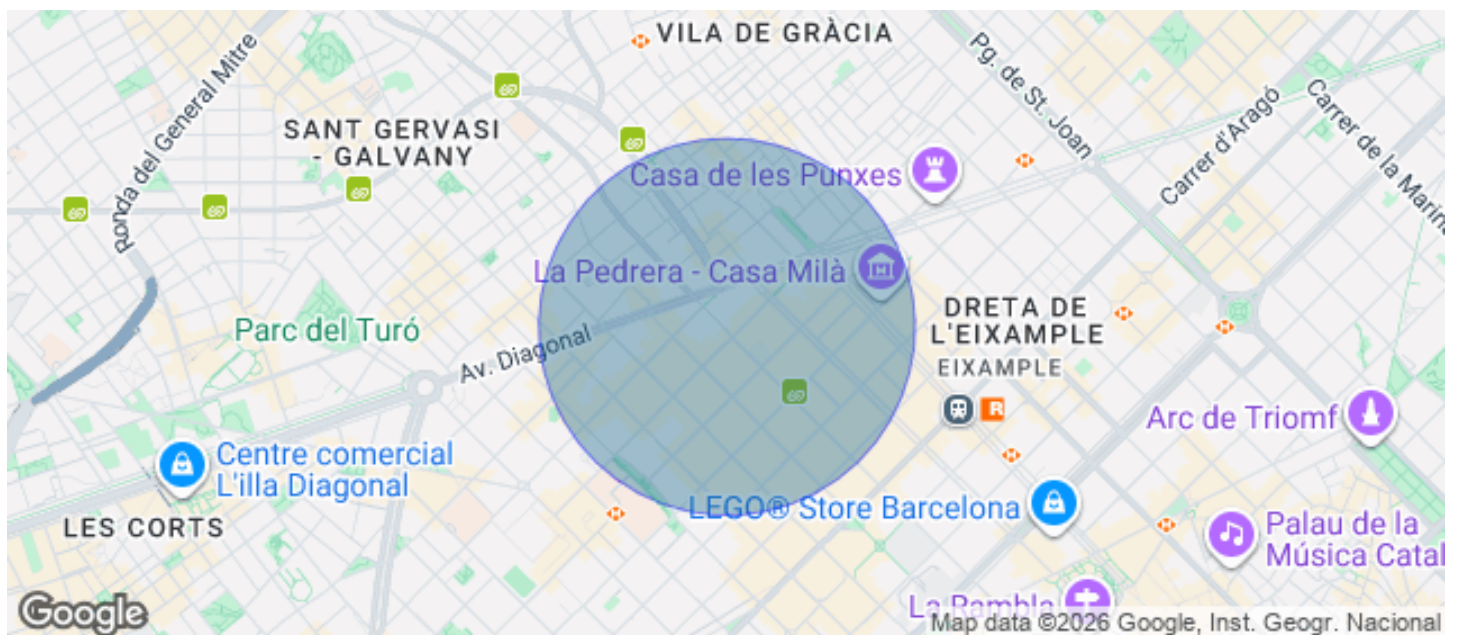 VILA DE GRÀCIA
Pg. de St. Joan
Carrer d'Aragó
Carrer de la Marina
Ronda del General Mitre
SANT GERVASI
- GALVANY
Casa de les Punxes
La Pedrera - Casa Milà
DRETA DE
L'EIXAMPLE
EIXAMPLE
Parc del Turó
Av. Diagonal
R
Arc de Triomf
Centre comercial
L'illa Diagonal
LEGO® Store Barcelona
LES CORTS
Palau de la
Música Catal
La Rambla
Google
Map data ©2026 Google, Inst. Geogr. Nacional